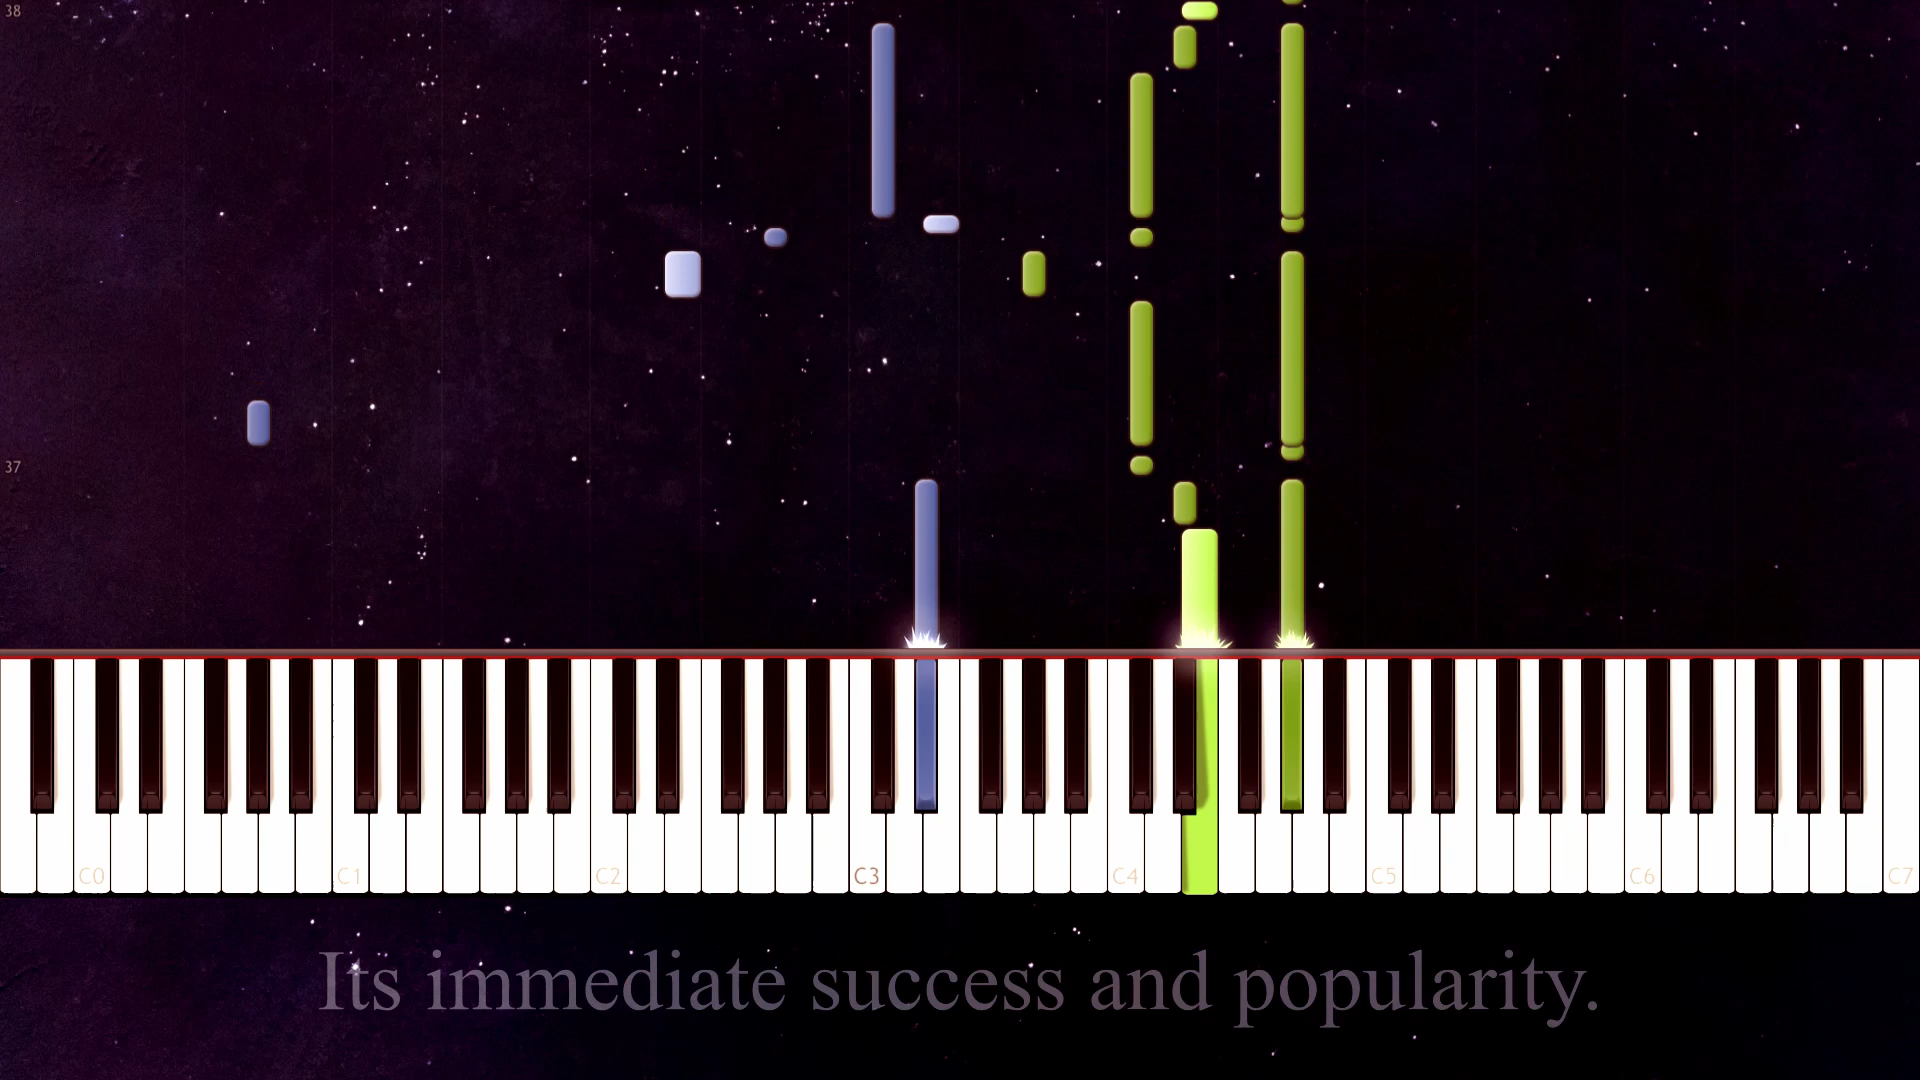 38
37
C0 C1 C2 C3 C4 C5 C6 C7
Its immediate success and popularity.